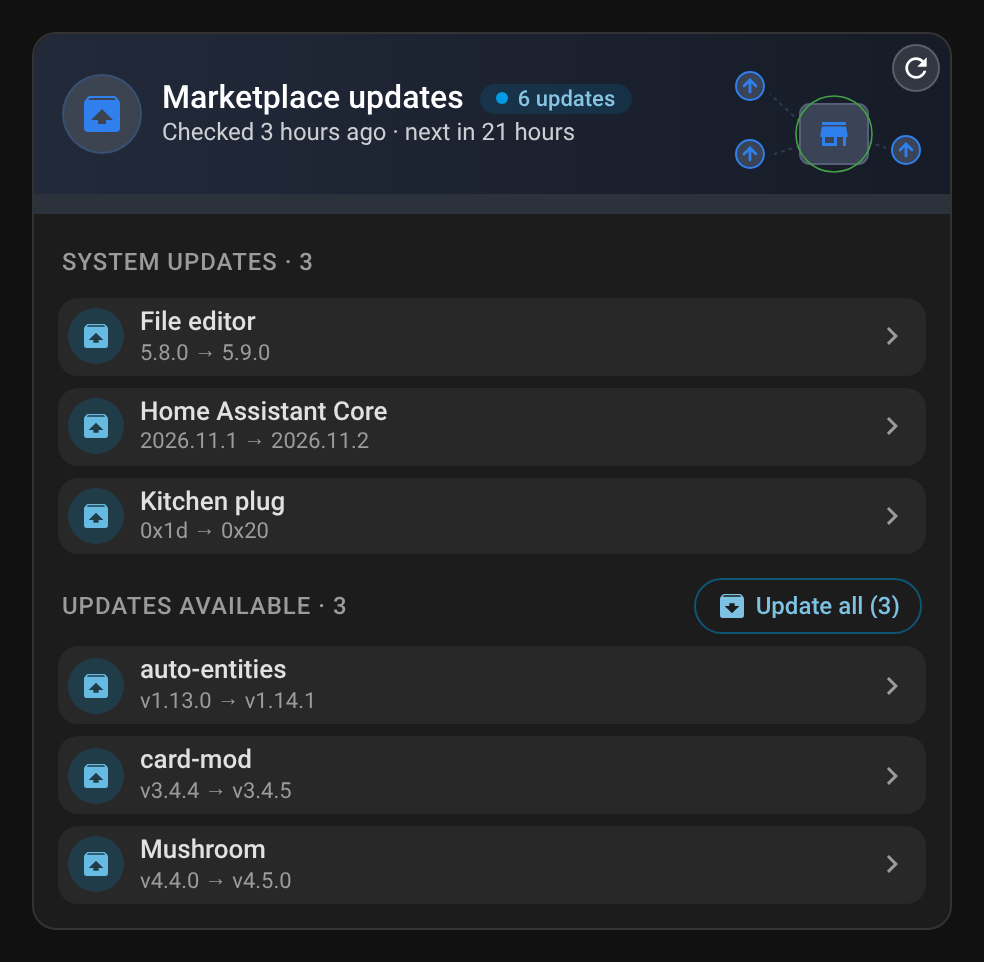 Marketplace updates
6 updates
Checked 3 hours ago · next in 21 hours
SYSTEM UPDATES · 3
File editor
5.8.0 → 5.9.0
Home Assistant Core
2026.11.1 → 2026.11.2
Kitchen plug
0x1d → 0x20
UPDATES AVAILABLE · 3
Update all (3)
auto-entities
v1.13.0 → v1.14.1
card-mod
v3.4.4 → v3.4.5
Mushroom
v4.4.0 → v4.5.0